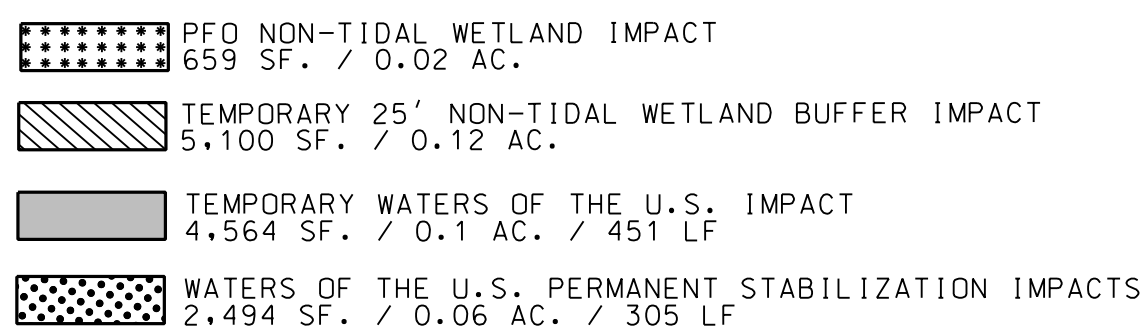 PFO NON-TIDAL WETLAND IMPACT
659 SF. / 0.02 AC.
TEMPORARY 25' NON-TIDAL WETLAND BUFFER IMPACT
5,100 SF. / 0.12 AC.
TEMPORARY WATERS OF THE U.S. IMPACT
4,564 SF. / 0.1 AC. / 451 LF
WATERS OF THE U.S. PERMANENT STABILIZATION IMPACTS
2,494 SF. / 0.06 AC. / 305 LF